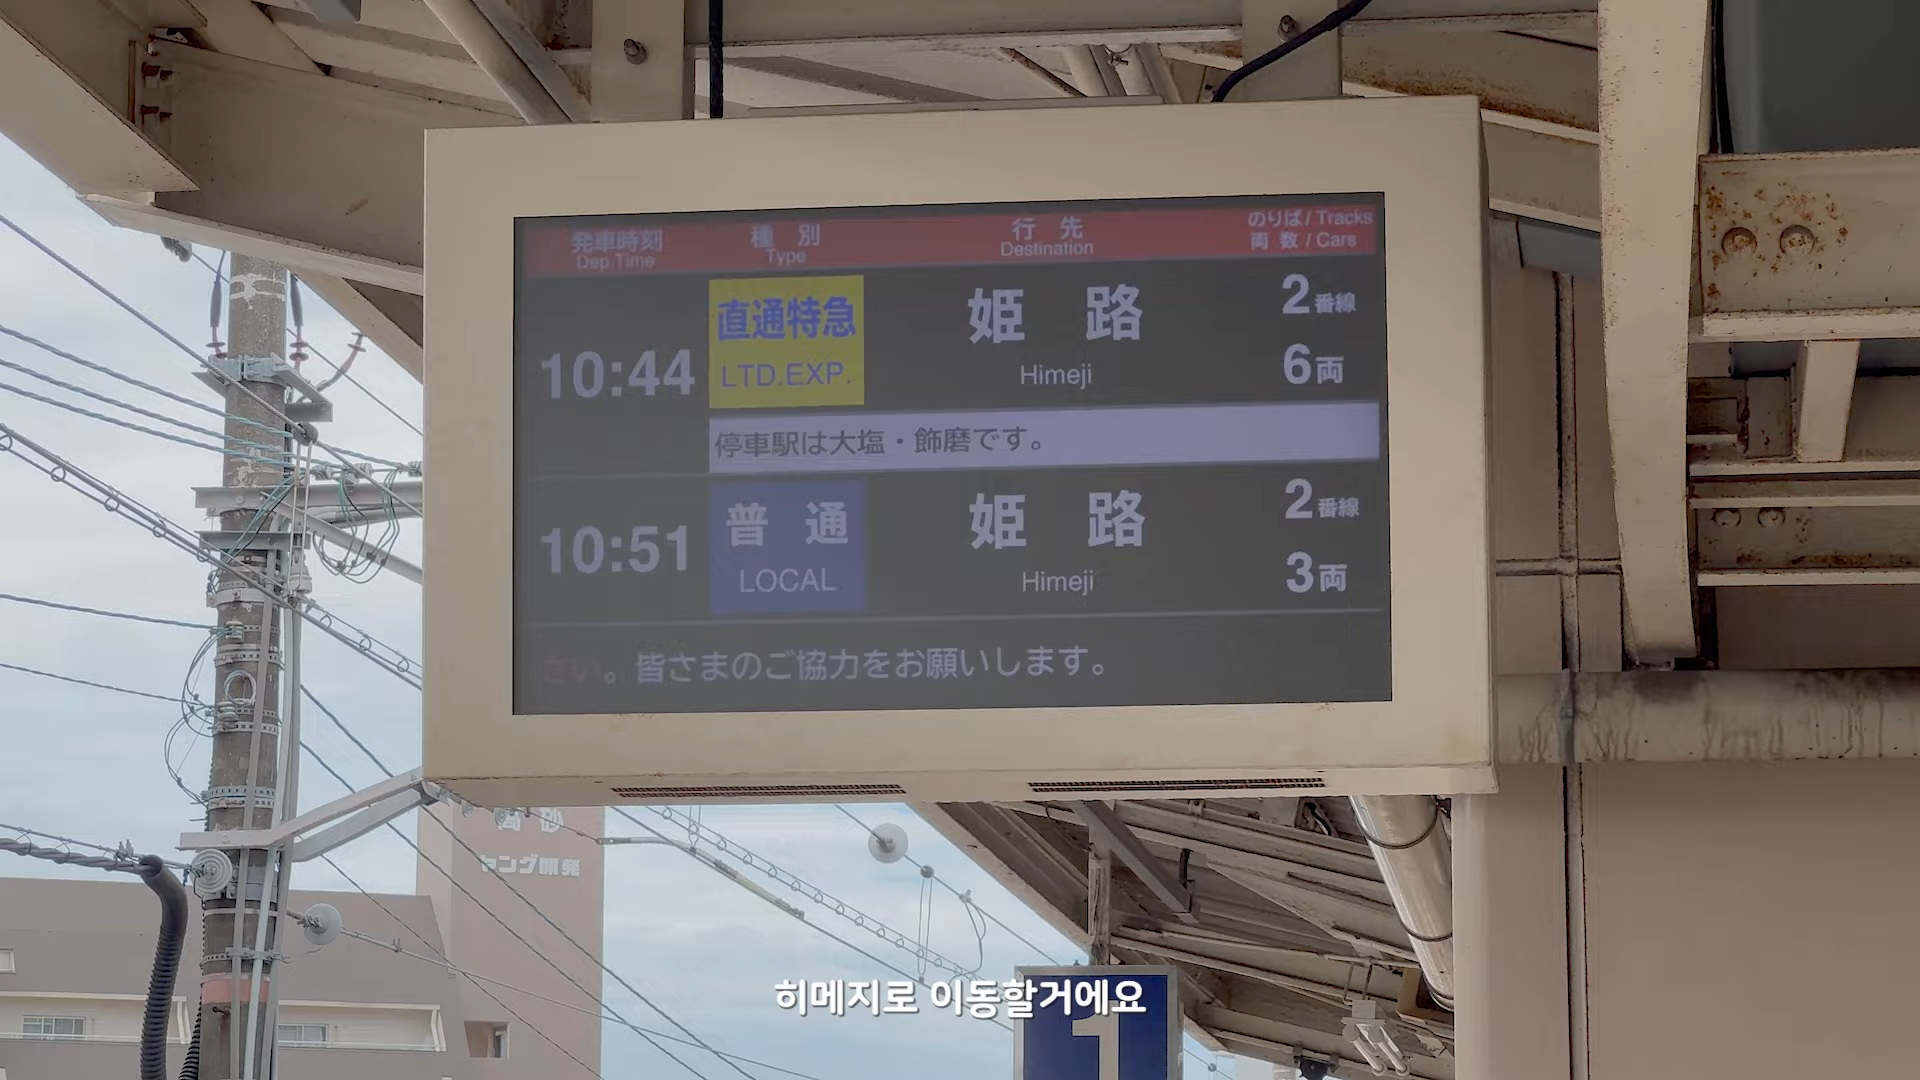 発車時刻 種 別 行 先 のりば / Tracks
Dep.Time Type Destination 両 数 / Cars
10:44 直通特急 姫 路 2番線
LTD.EXP. Himeji 6両
停車駅は大塩・飾磨です。
10:51 普 通 姫 路 2番線
LOCAL Himeji 3両
さい。皆さまのご協力をお願いします。
高砂
ヤング開発
히메지로 이동할거에요
1